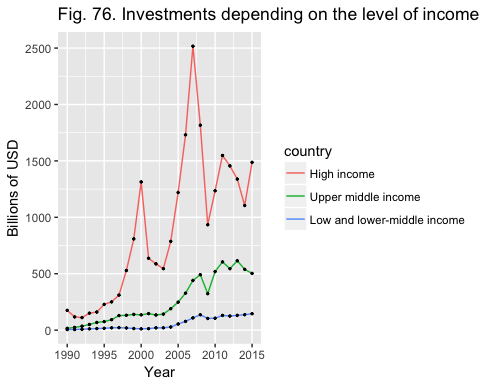 Fig. 76. Investments depending on the level of income
Billions of USD
2500
2000
1500
1000
500
0
1990
1995
2000
2005
2010
2015
Year
country
High income
Upper middle income
Low and lower-middle income